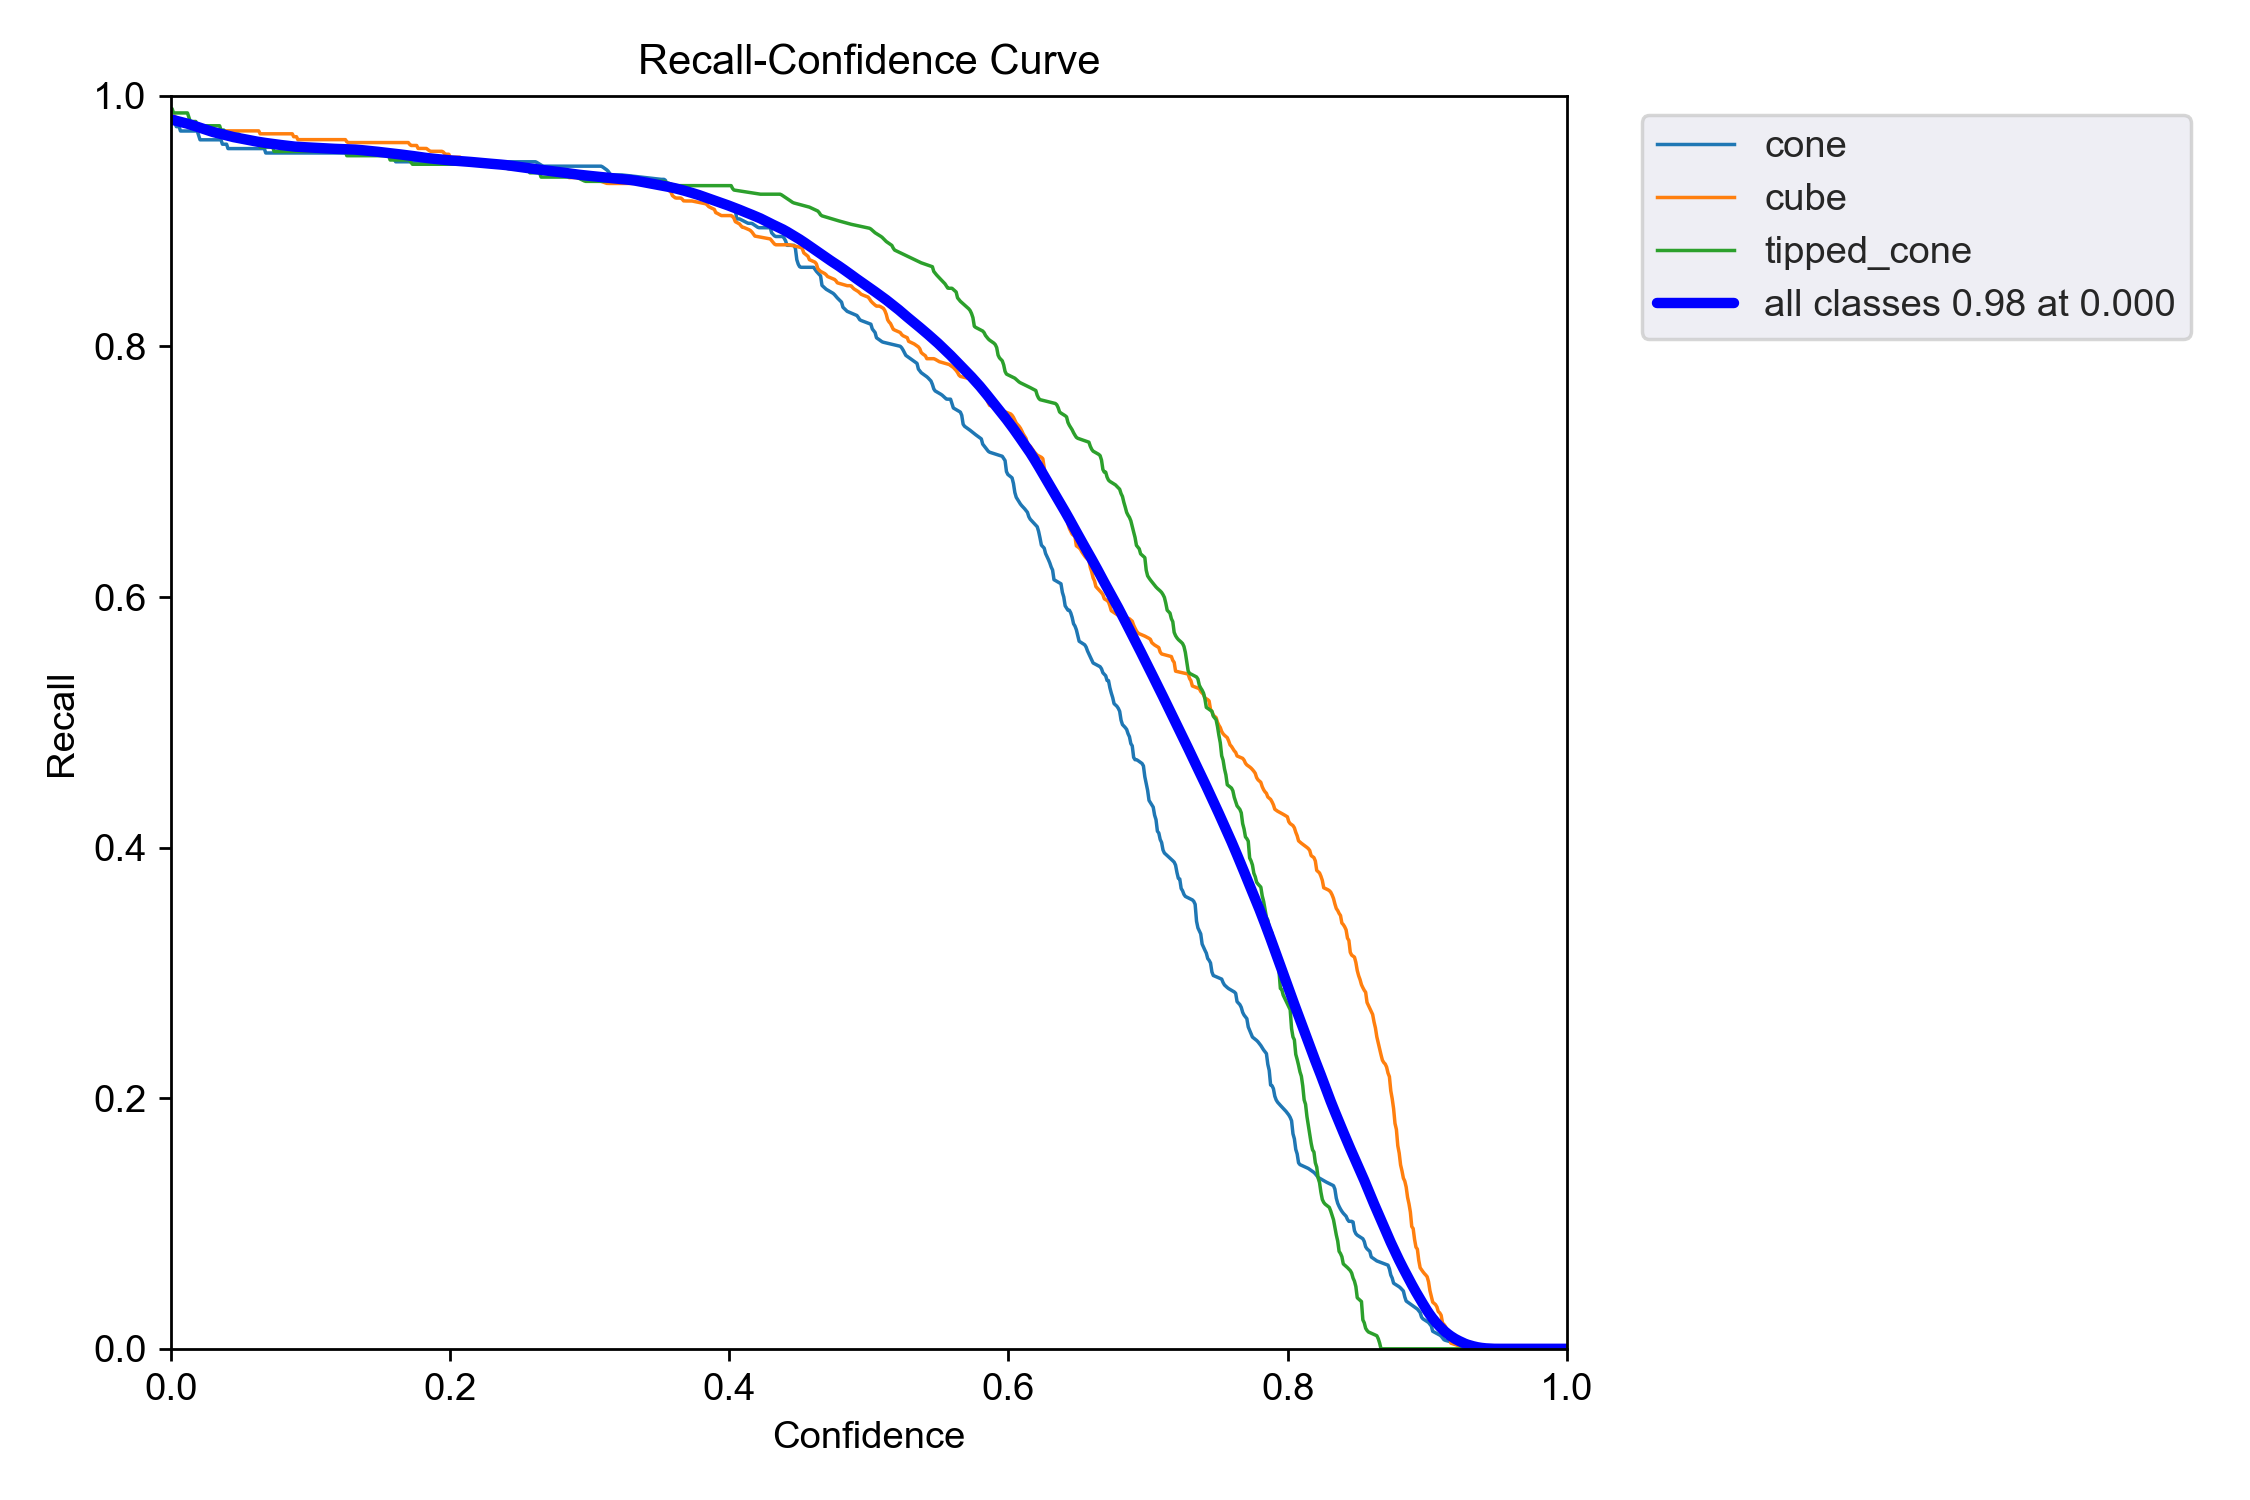 Recall-Confidence Curve
1.0
0.8
0.6
0.4
0.2
0.0
Recall
0.0 0.2 0.4 0.6 0.8 1.0
Confidence
cone
cube
tipped_cone
all classes 0.98 at 0.000